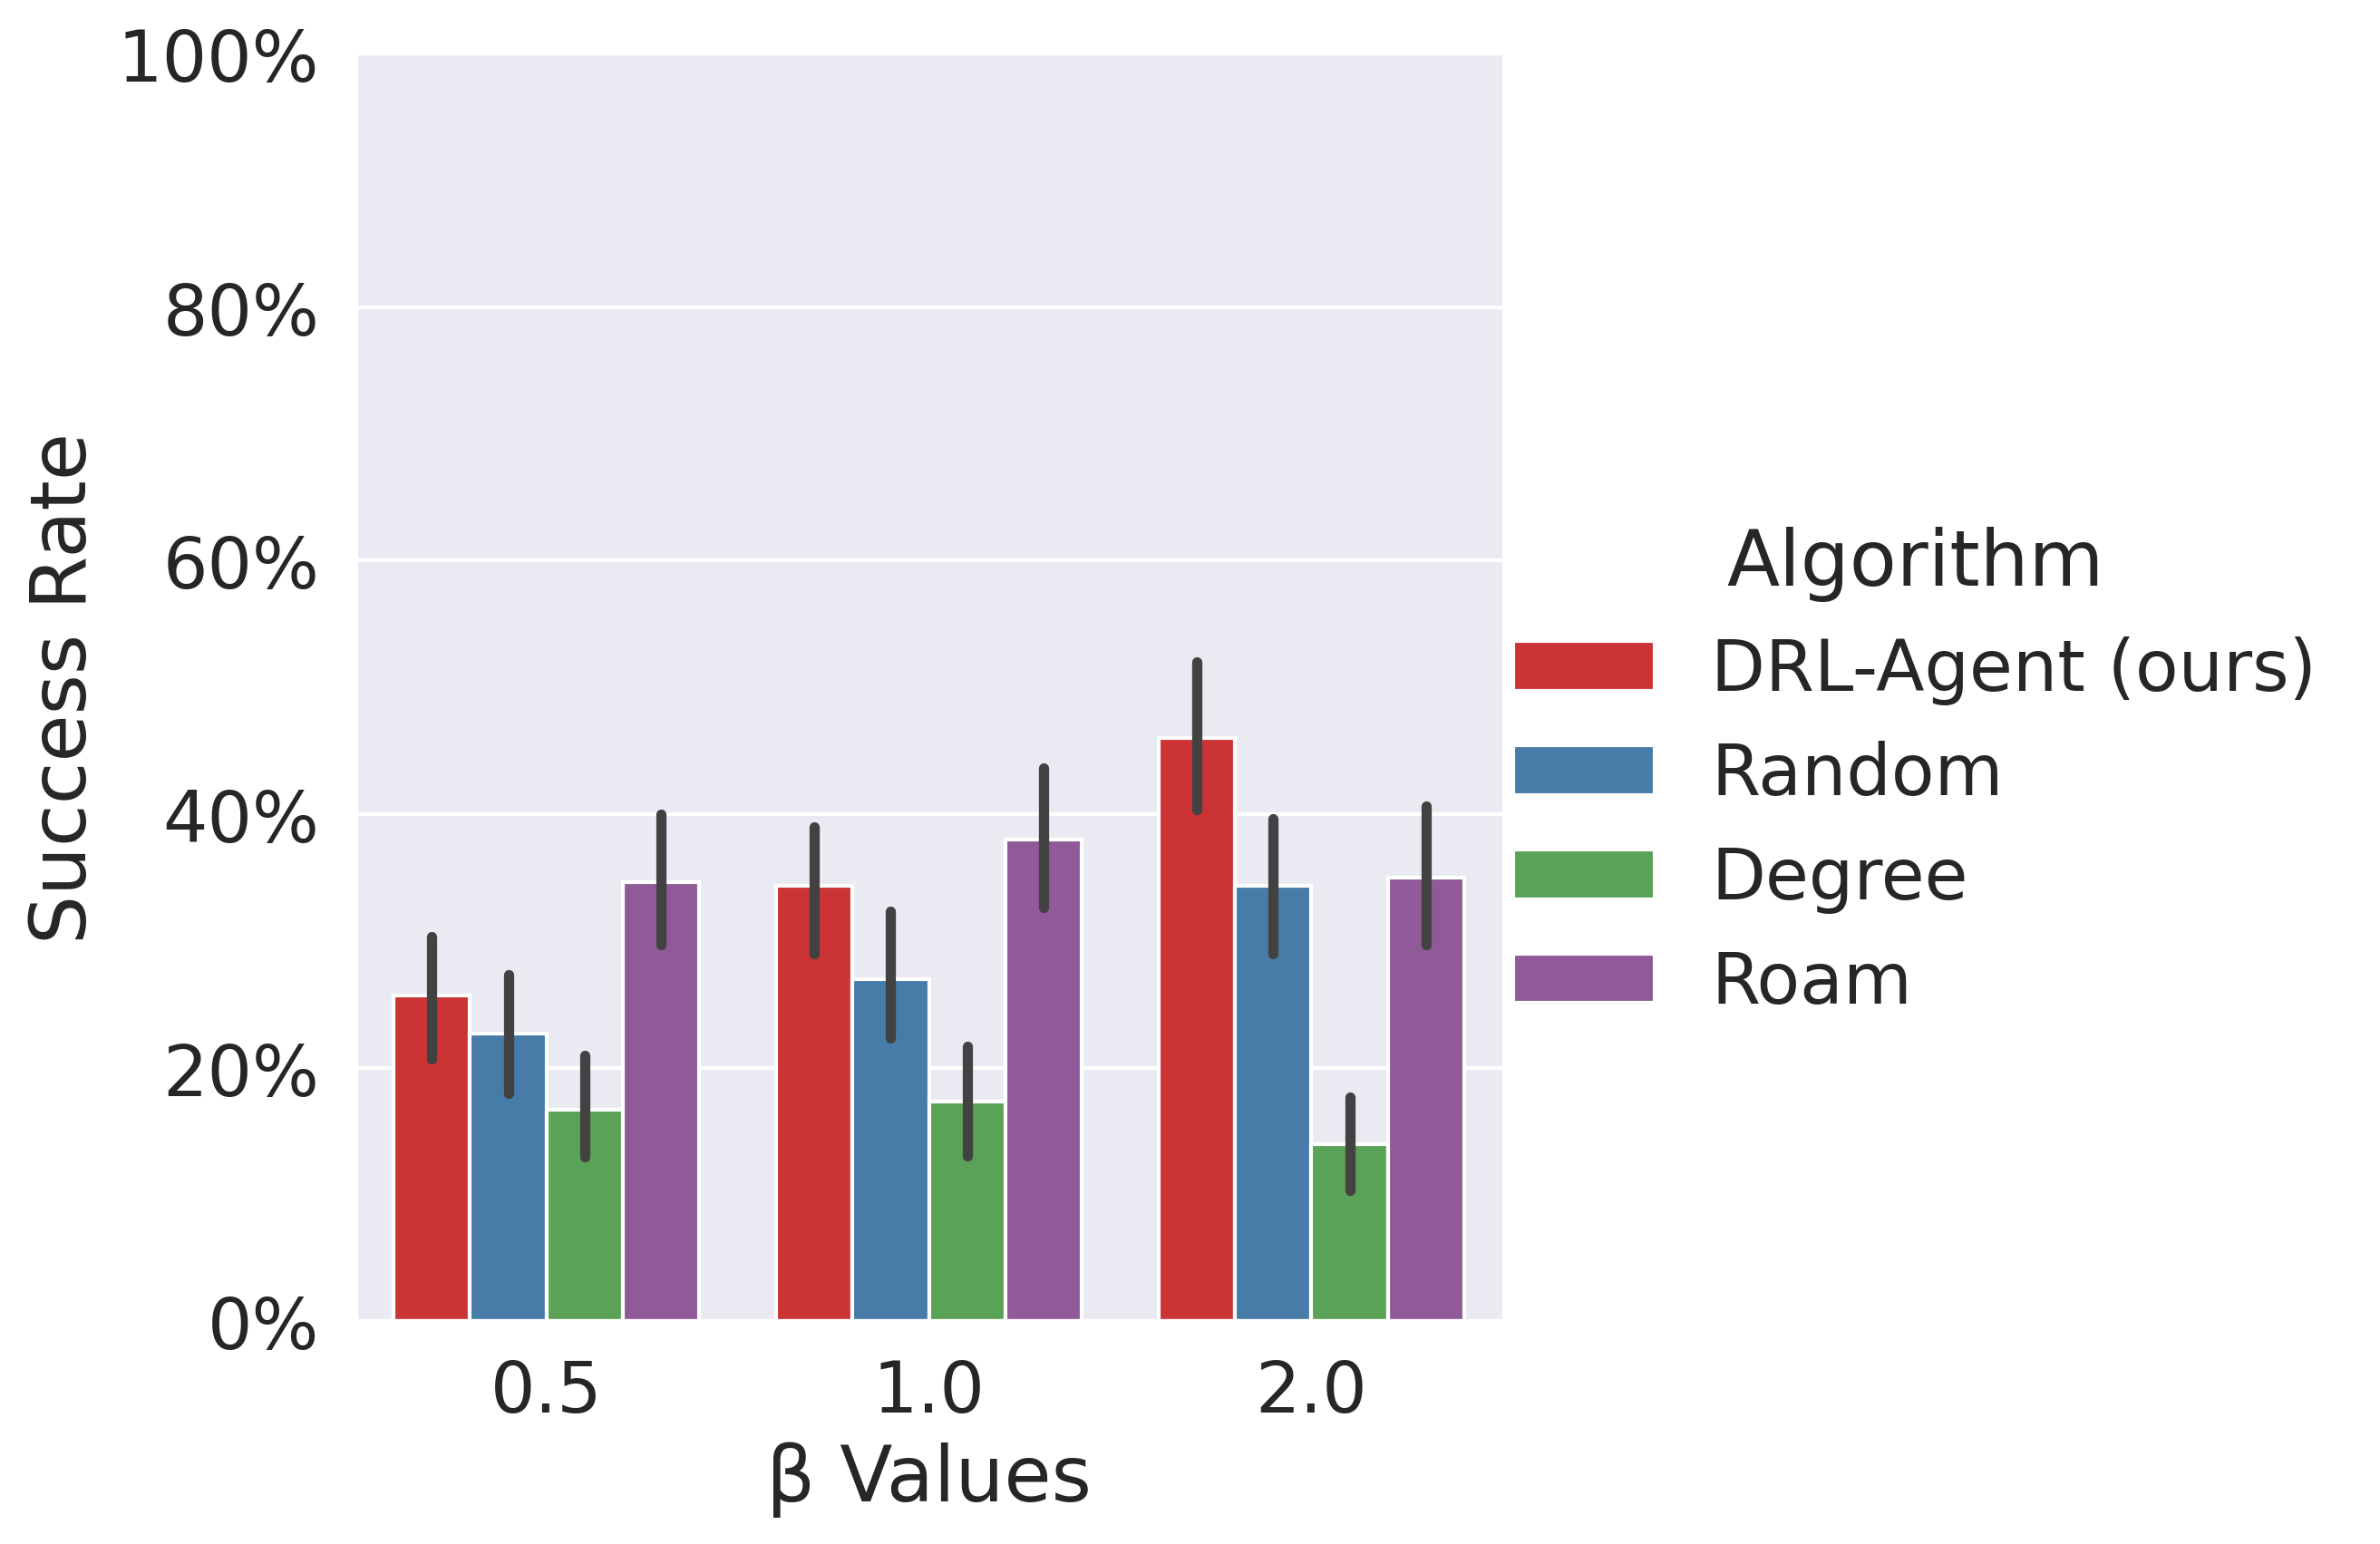 100%
80%
60%
40%
20%
0%
Success Rate
0.5 1.0 2.0
β Values
Algorithm
DRL-Agent (ours)
Random
Degree
Roam